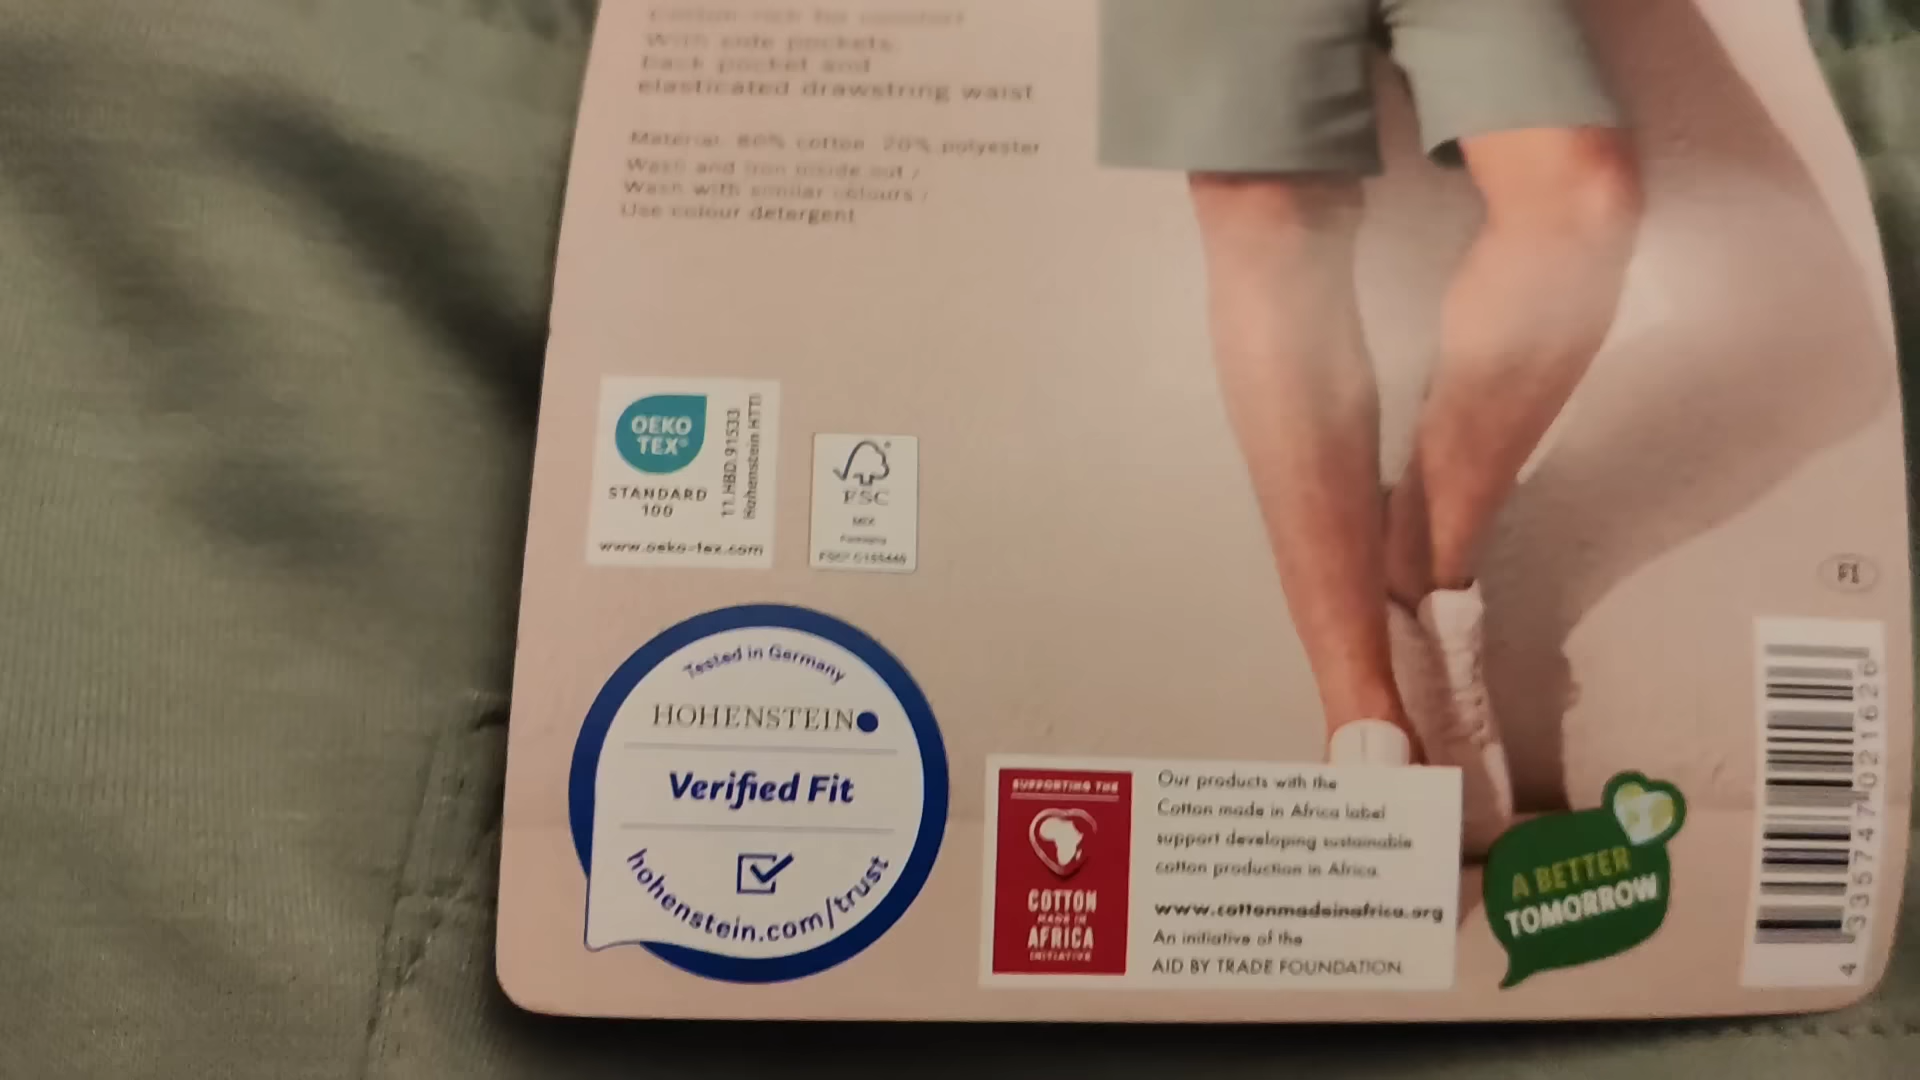 Cotton-rich for comfort
With side pockets,
back pocket and
elasticated drawstring waist
Material: 80% cotton, 20% polyester
Wash and iron inside out /
Wash with similar colours /
Use colour detergent
OEKO
TEX®
STANDARD
100
11.HBD.91533
Hohenstein HTTI
www.oeko-tex.com
FSC
MIX
Packaging
Tested in Germany
HOHENSTEIN
Verified Fit
hohenstein.com/trust
SUPPORTING THE
COTTON
MADE IN
AFRICA
INITIATIVE
Our products with the
Cotton made in Africa label
support developing sustainable
cotton production in Africa.
www.cottonmadeinafrica.org
An initiative of the
AID BY TRADE FOUNDATION
A BETTER
TOMORROW
4 335747 021626